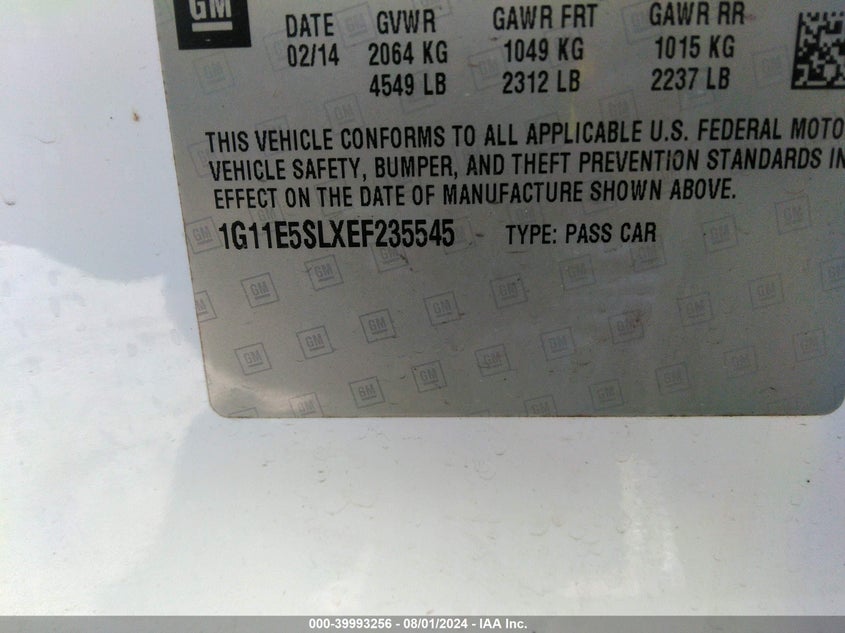 GM
DATE GVWR GAWR FRT GAWR RR
02/14 2064 KG 1049 KG 1015 KG
4549 LB 2312 LB 2237 LB
THIS VEHICLE CONFORMS TO ALL APPLICABLE U.S. FEDERAL MOTO
VEHICLE SAFETY, BUMPER, AND THEFT PREVENTION STANDARDS IN
EFFECT ON THE DATE OF MANUFACTURE SHOWN ABOVE.
1G11E5SLXEF235545 TYPE: PASS CAR
000-39993256 - 08/01/2024 - IAA Inc.